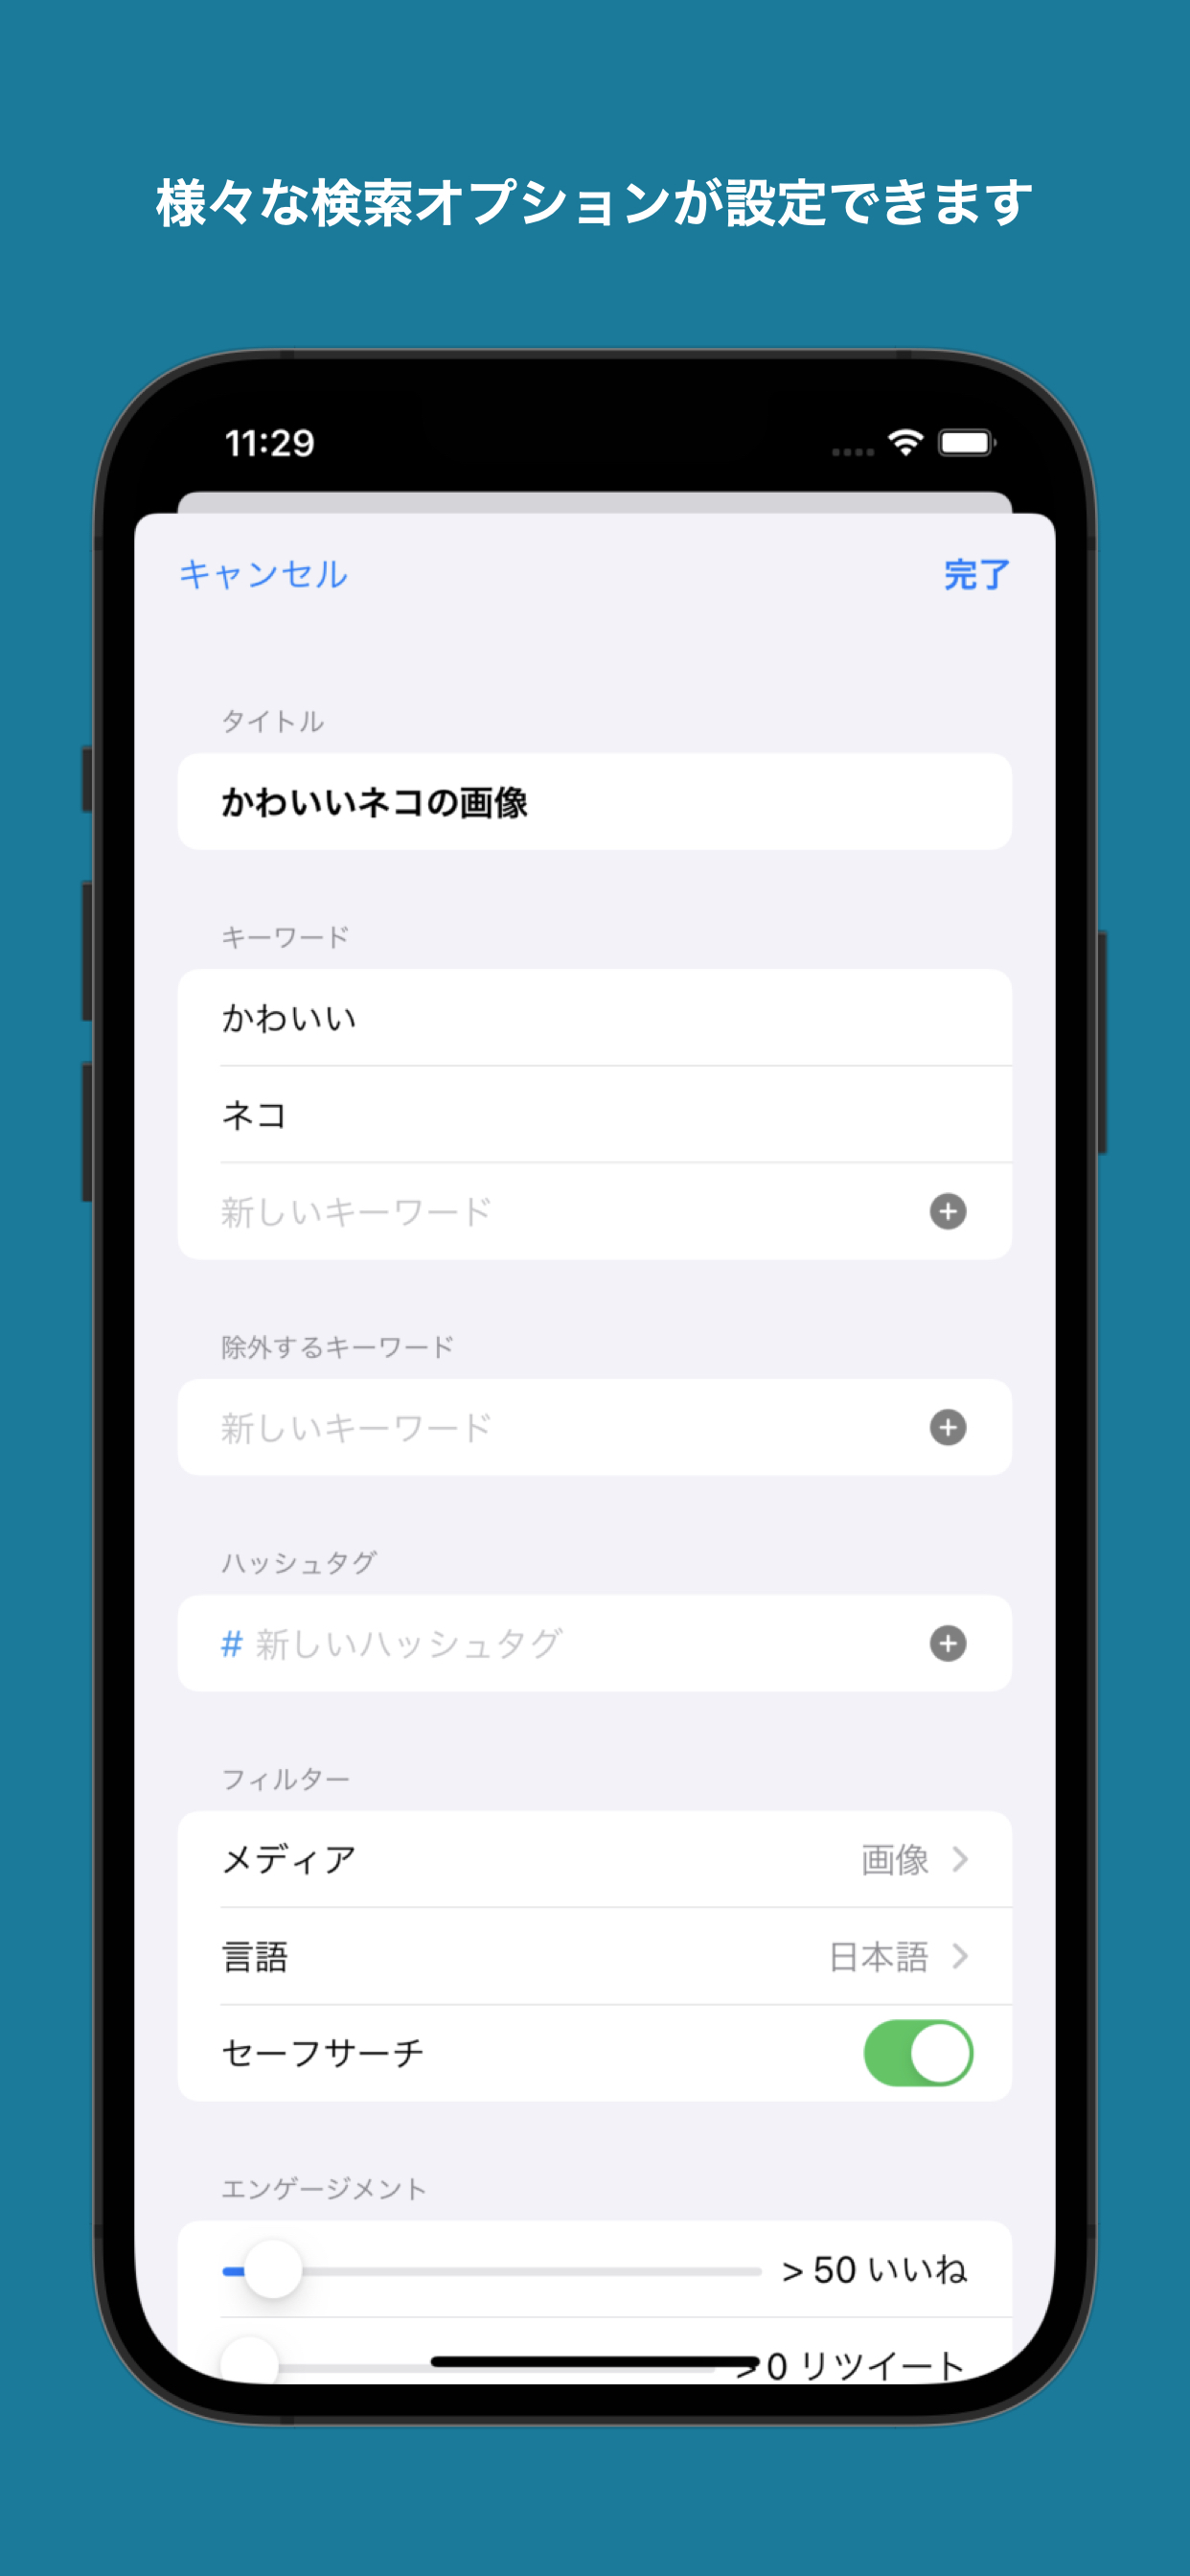 様々な検索オプションが設定できます
11:29
キャンセル 完了
タイトル
かわいいネコの画像
キーワード
かわいい
ネコ
新しいキーワード
除外するキーワード
新しいキーワード
ハッシュタグ
# 新しいハッシュタグ
フィルター
メディア 画像
言語 日本語
セーフサーチ
エンゲージメント
> 50 いいね
> 0 リツイート